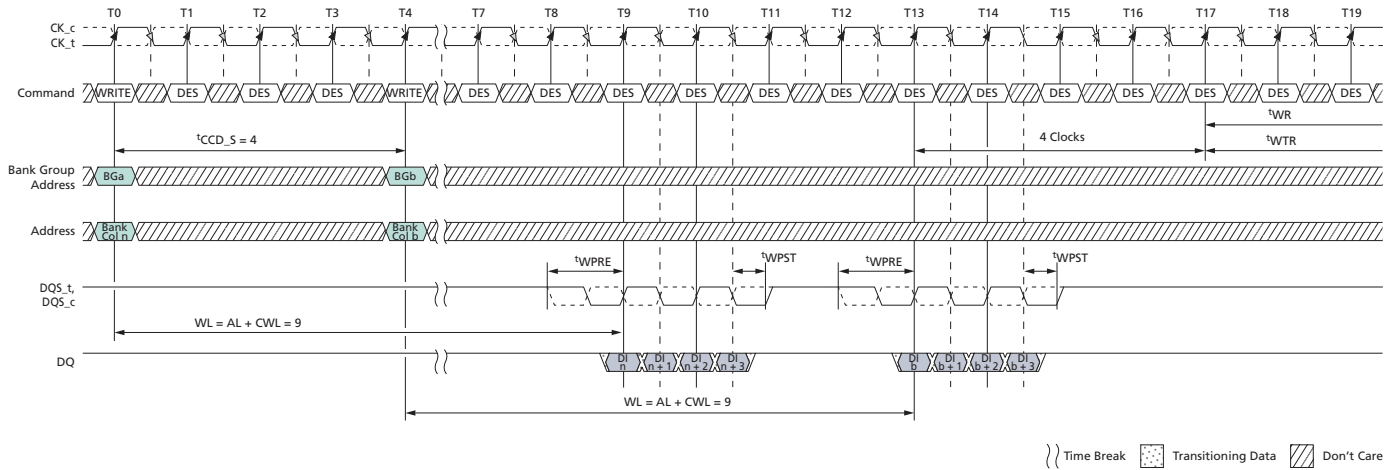 T0 T1 T2 T3 T4 T7 T8 T9 T10 T11 T12 T13 T14 T15 T16 T17 T18 T19
CK_c
CK_t
Command WRITE DES DES DES WRITE DES DES DES DES DES DES DES DES DES DES DES DES DES
tWR
tCCD_S = 4
4 Clocks
tWTR
Bank Group
Address
BGa BGb
Address
Bank
Col n
Bank
Col b
tWPRE tWPST tWPRE tWPST
DQS_t,
DQS_c
WL = AL + CWL = 9
DQ
DI
n
DI
n + 1
DI
n + 2
DI
n + 3
DI
b
DI
b + 1
DI
b + 2
DI
b + 3
WL = AL + CWL = 9
Time Break Transitioning Data Don't Care